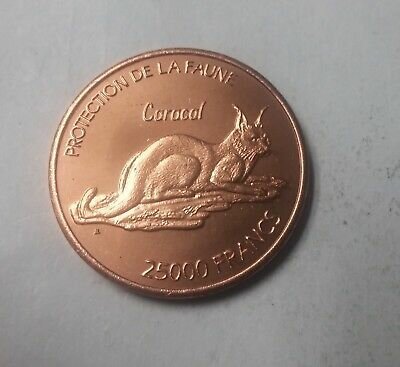 PROTECTION DE LA FAUNE
Caracal
25000 FRANCS